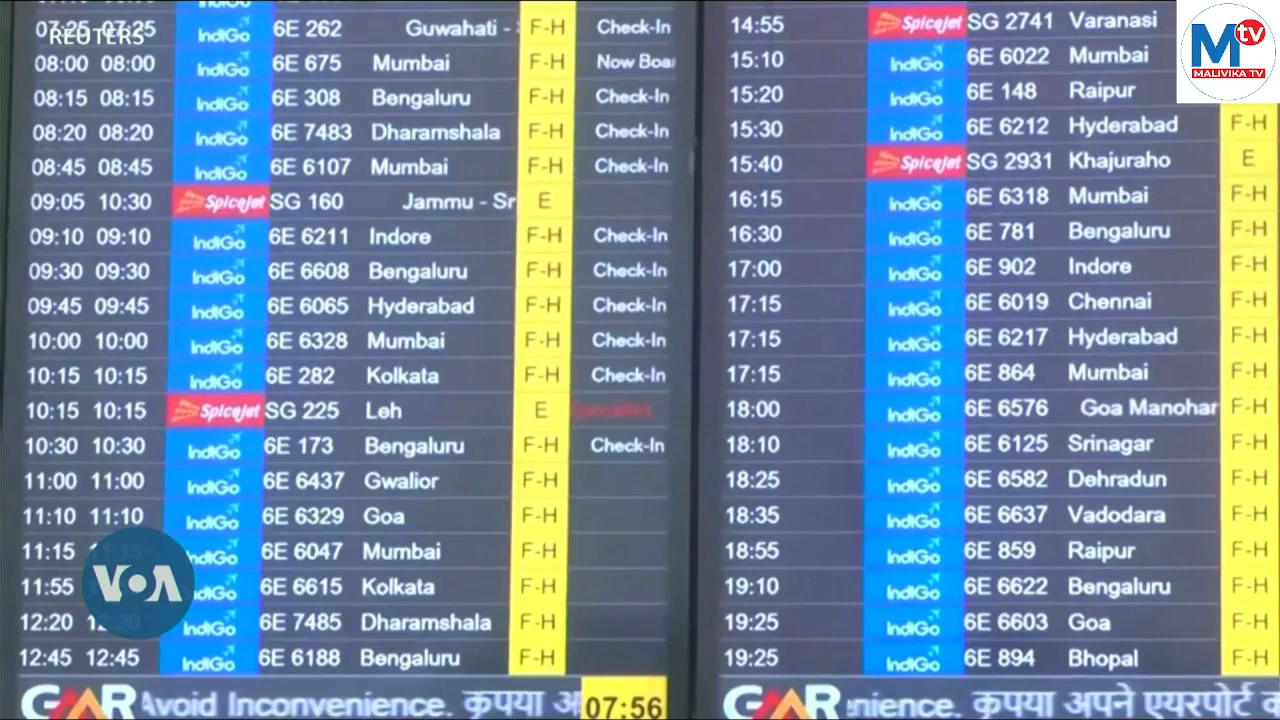 IndiGo
07:25 07:25 IndiGo 6E 262 Guwahati - F-H Check-In
REUTERS
08:00 08:00 IndiGo 6E 675 Mumbai F-H Now Boa
08:15 08:15 IndiGo 6E 308 Bengaluru F-H Check-In
08:20 08:20 IndiGo 6E 7483 Dharamshala F-H Check-In
08:45 08:45 IndiGo 6E 6107 Mumbai F-H Check-In
09:05 10:30 Spicejet SG 160 Jammu - Sr E
09:10 09:10 IndiGo 6E 6211 Indore F-H Check-In
09:30 09:30 IndiGo 6E 6608 Bengaluru F-H Check-In
09:45 09:45 IndiGo 6E 6065 Hyderabad F-H Check-In
10:00 10:00 IndiGo 6E 6328 Mumbai F-H Check-In
10:15 10:15 IndiGo 6E 282 Kolkata F-H Check-In
10:15 10:15 Spicejet SG 225 Leh E
10:30 10:30 IndiGo 6E 173 Bengaluru F-H Check-In
11:00 11:00 IndiGo 6E 6437 Gwalior F-H
11:10 11:10 IndiGo 6E 6329 Goa F-H
11:15 11:15 IndiGo 6E 6047 Mumbai F-H
11:55 IndiGo 6E 6615 Kolkata F-H
VOA
12:20 12:20 IndiGo 6E 7485 Dharamshala F-H
12:45 12:45 IndiGo 6E 6188 Bengaluru F-H
GMR Avoid Inconvenience. कृपया अ 07:56
14:55 Spicejet SG 2741 Varanasi
15:10 IndiGo 6E 6022 Mumbai
15:20 IndiGo 6E 148 Raipur
M tv
MALIVIKA TV
15:30 IndiGo 6E 6212 Hyderabad F-H
15:40 Spicejet SG 2931 Khajuraho E
16:15 IndiGo 6E 6318 Mumbai F-H
16:30 IndiGo 6E 781 Bengaluru F-H
17:00 IndiGo 6E 902 Indore F-H
17:15 IndiGo 6E 6019 Chennai F-H
17:15 IndiGo 6E 6217 Hyderabad F-H
17:15 IndiGo 6E 864 Mumbai F-H
18:00 IndiGo 6E 6576 Goa Manohar F-H
18:10 IndiGo 6E 6125 Srinagar F-H
18:25 IndiGo 6E 6582 Dehradun F-H
18:35 IndiGo 6E 6637 Vadodara F-H
18:55 IndiGo 6E 859 Raipur F-H
19:10 IndiGo 6E 6622 Bengaluru F-H
19:25 IndiGo 6E 6603 Goa F-H
19:25 IndiGo 6E 894 Bhopal F-H
GMR nience. कृपया अपने एयरपोर्ट